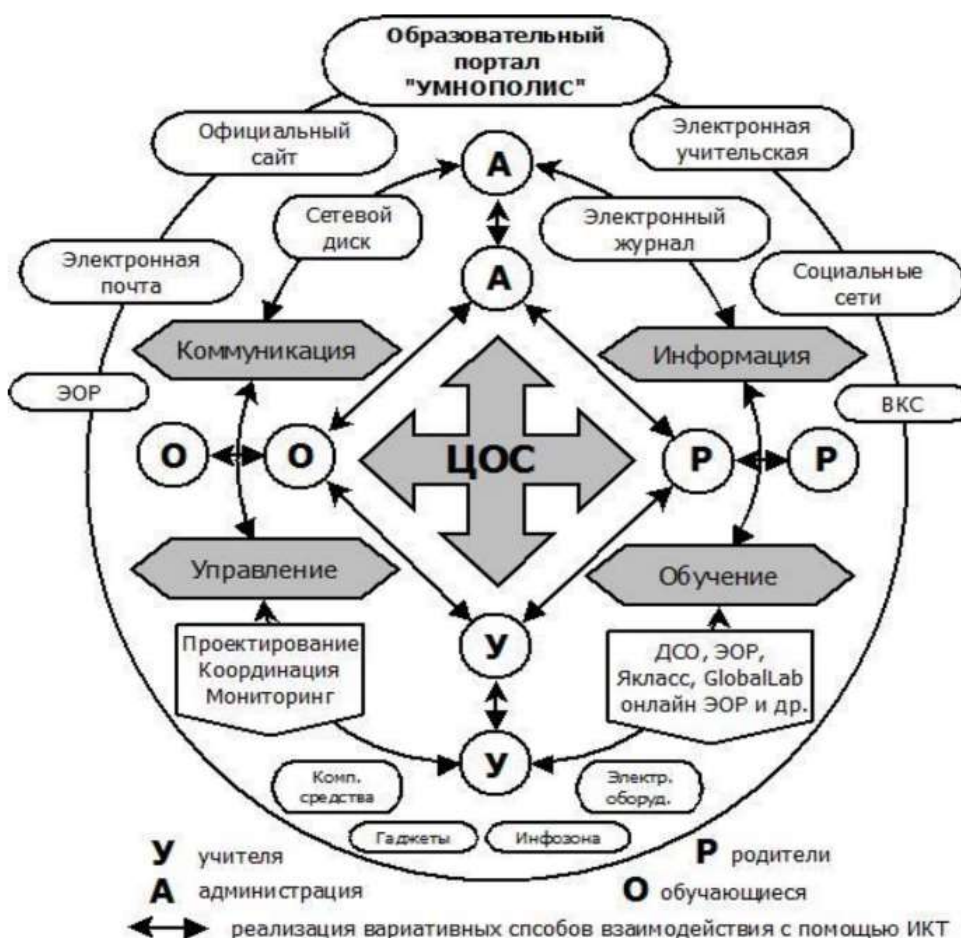 Образовательный
портал
"УМНОПОЛИС"
Официальный
сайт
Электронная
учительская
А
Сетевой
диск
Электронный
журнал
Электронная
почта
А
Социальные
сети
Коммуникация
Информация
ЭОР
ВКС
О
О
ЦОС
Р
Р
Управление
Обучение
Проектирование
Координация
Мониторинг
У
ДСО, ЭОР,
Якласс, GlobalLab
онлайн ЭОР и др.
У
Комп.
средства
Электр.
оборуд.
Гаджеты
Инфозона
У учителя
Р родители
А администрация
О обучающиеся
реализация вариативных спсобов взаимодействия с помощью ИКТ